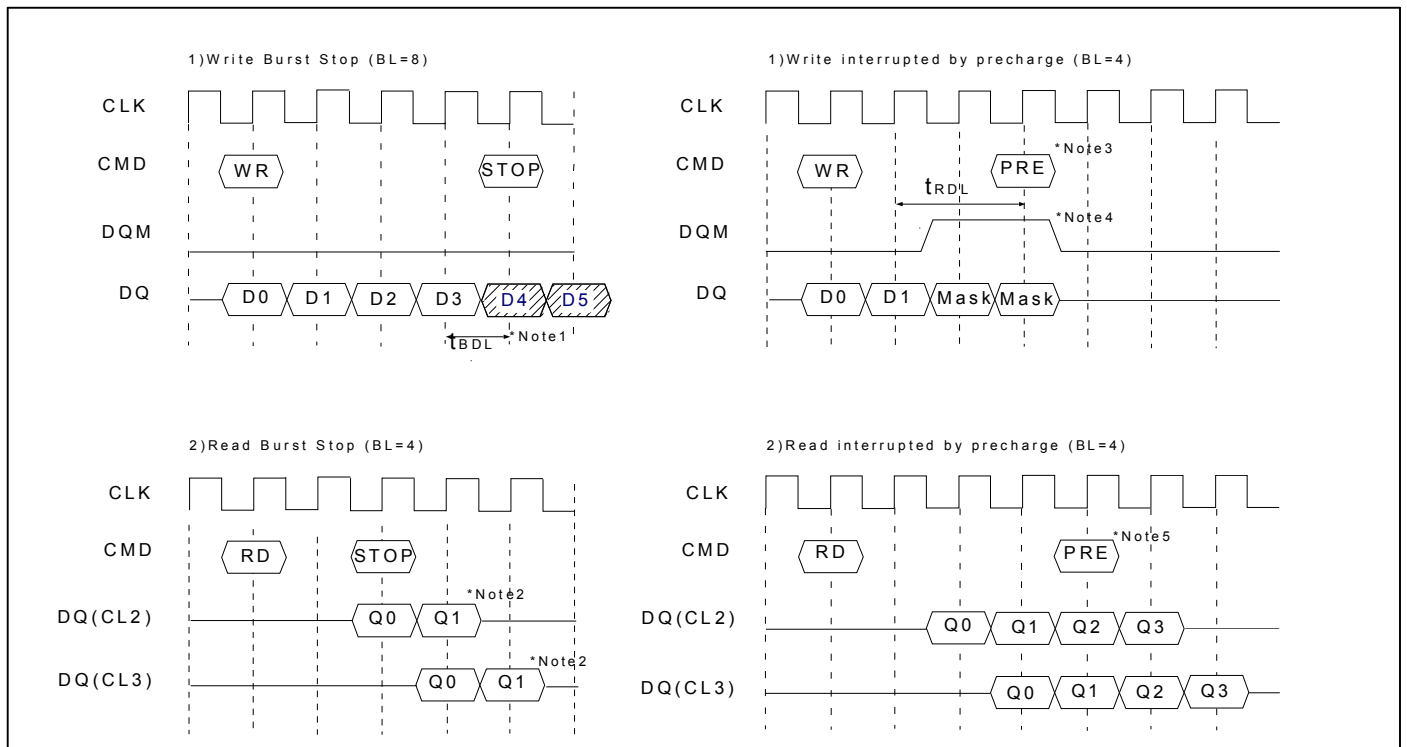 1)Write Burst Stop (BL=8)
CLK
CMD
WR
STOP
DQM
DQ
D0
D1
D2
D3
D4
D5
tBDL
*Note1
1)Write interrupted by precharge (BL=4)
CLK
CMD
WR
PRE
*Note3
tRDL
DQM
*Note4
DQ
D0
D1
Mask
Mask
2)Read Burst Stop (BL=4)
CLK
CMD
RD
STOP
DQ(CL2)
Q0
Q1
*Note2
DQ(CL3)
Q0
Q1
*Note2
2)Read interrupted by precharge (BL=4)
CLK
CMD
RD
PRE
*Note5
DQ(CL2)
Q0
Q1
Q2
Q3
DQ(CL3)
Q0
Q1
Q2
Q3